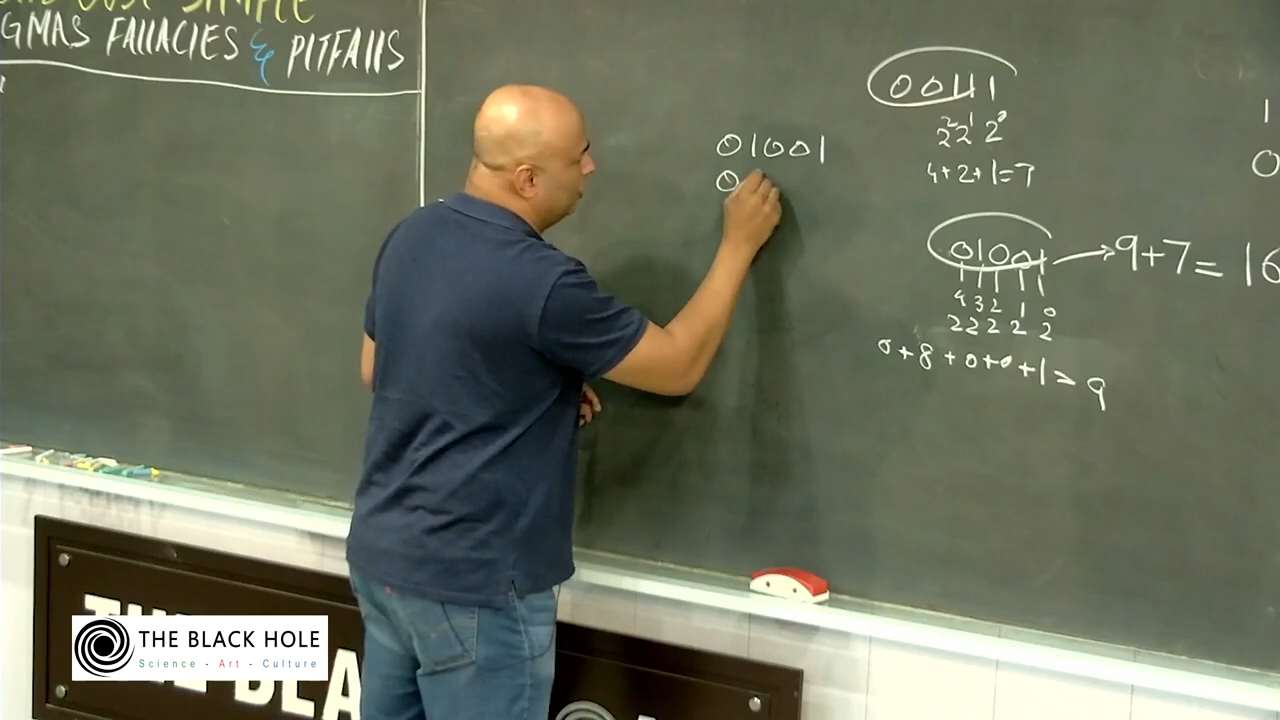 GMAS FALLACIES & PITFALLS
00111
2² 2¹ 2⁰
4+2+1=7
01001
0
01001 → 9+7=16
4 3 2 1 0
2 2 2 2 2
0+8+0+0+1=9
1
0
THE BLACK HOLE
Science - Art - Culture